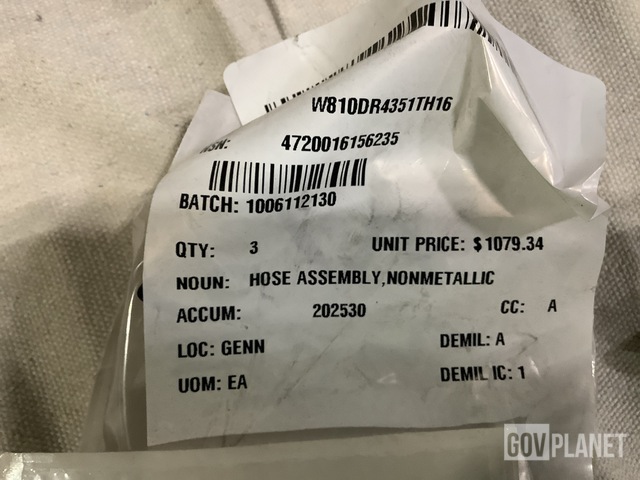 W810DR4351TH16
NSN: 4720016156235
BATCH: 1006112130
QTY: 3 UNIT PRICE: $1079.34
NOUN: HOSE ASSEMBLY,NONMETALLIC
ACCUM: 202530 CC: A
LOC: GENN DEMIL: A
UOM: EA DEMIL IC: 1
GOVPLANET